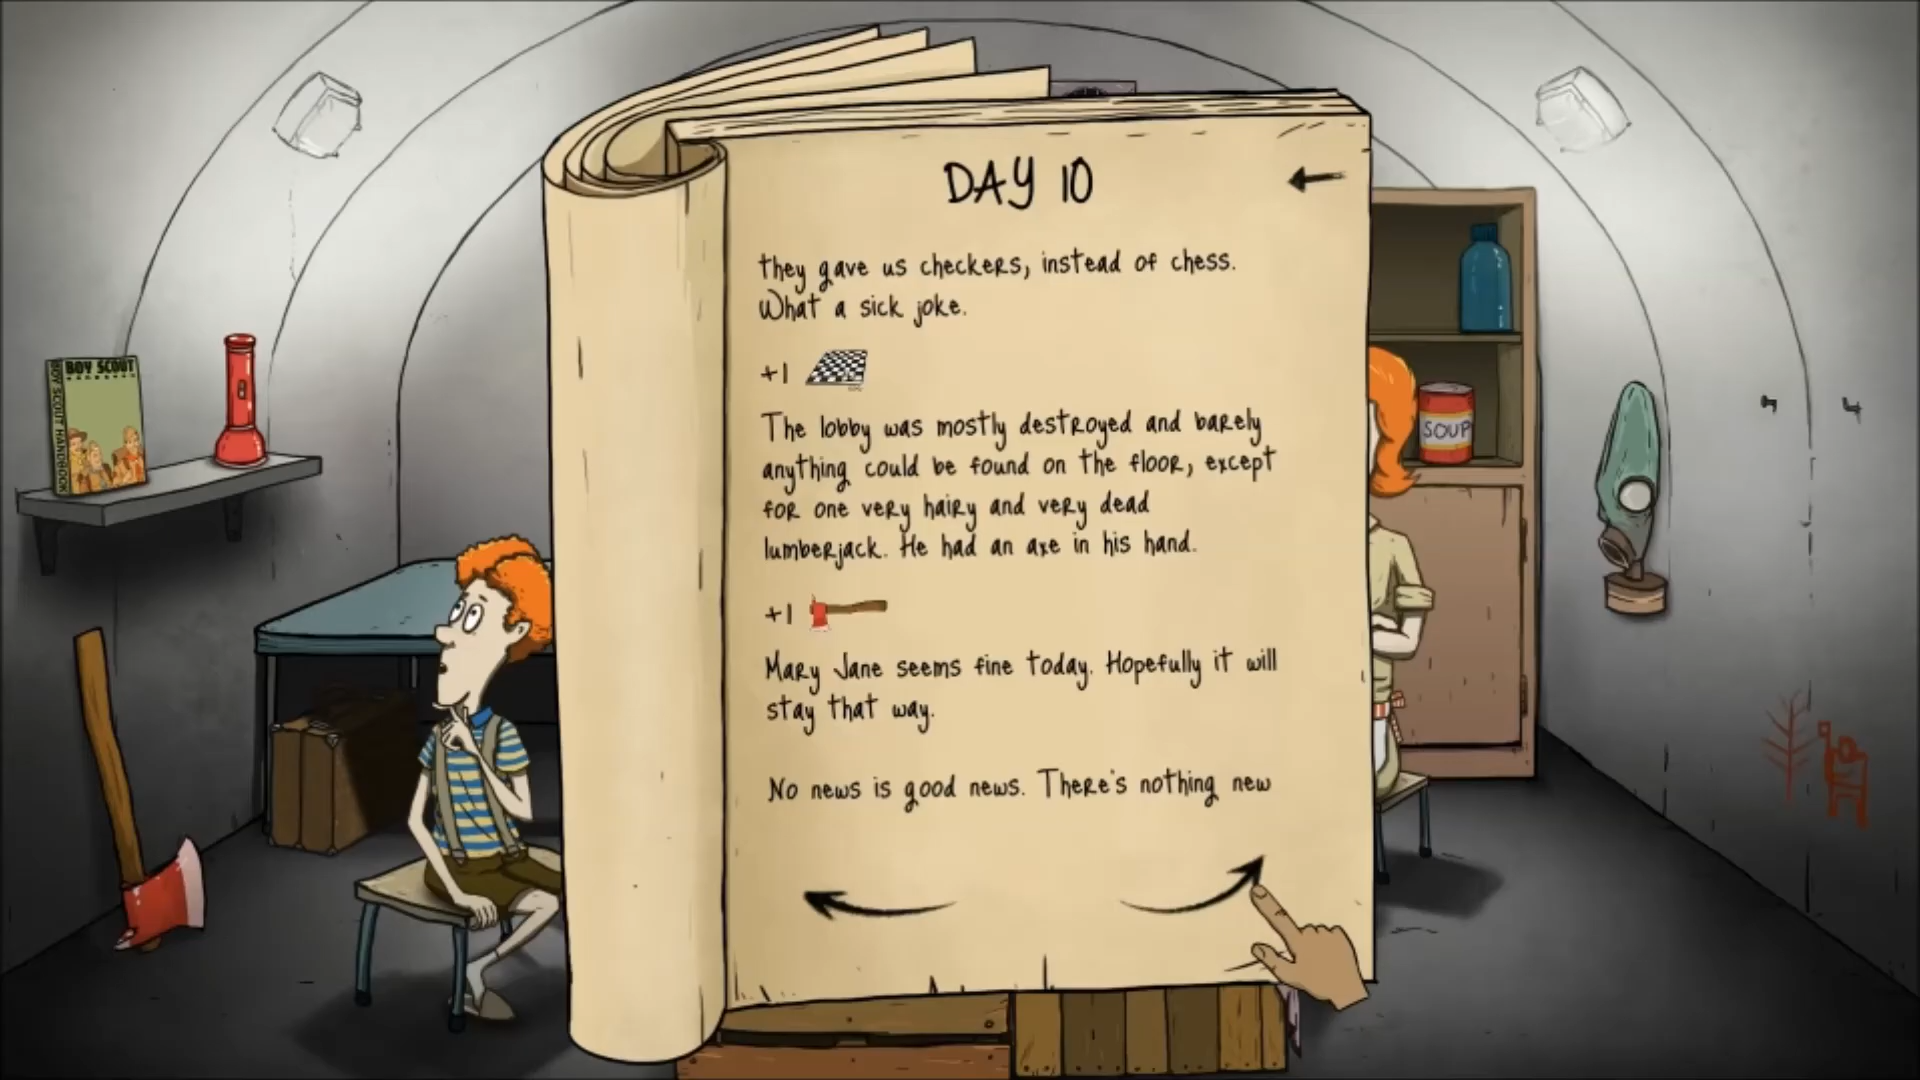 DAY 10
they gave us checkers, instead of chess.
What a sick joke.
+1
The lobby was mostly destroyed and barely
anything could be found on the floor, except
for one very hairy and very dead
lumberjack. He had an axe in his hand.
+1
Mary Jane seems fine today. Hopefully it will
stay that way.
No news is good news. There's nothing new
BOY SCOUT
BOY SCOUT HANDBOOK
SOUP